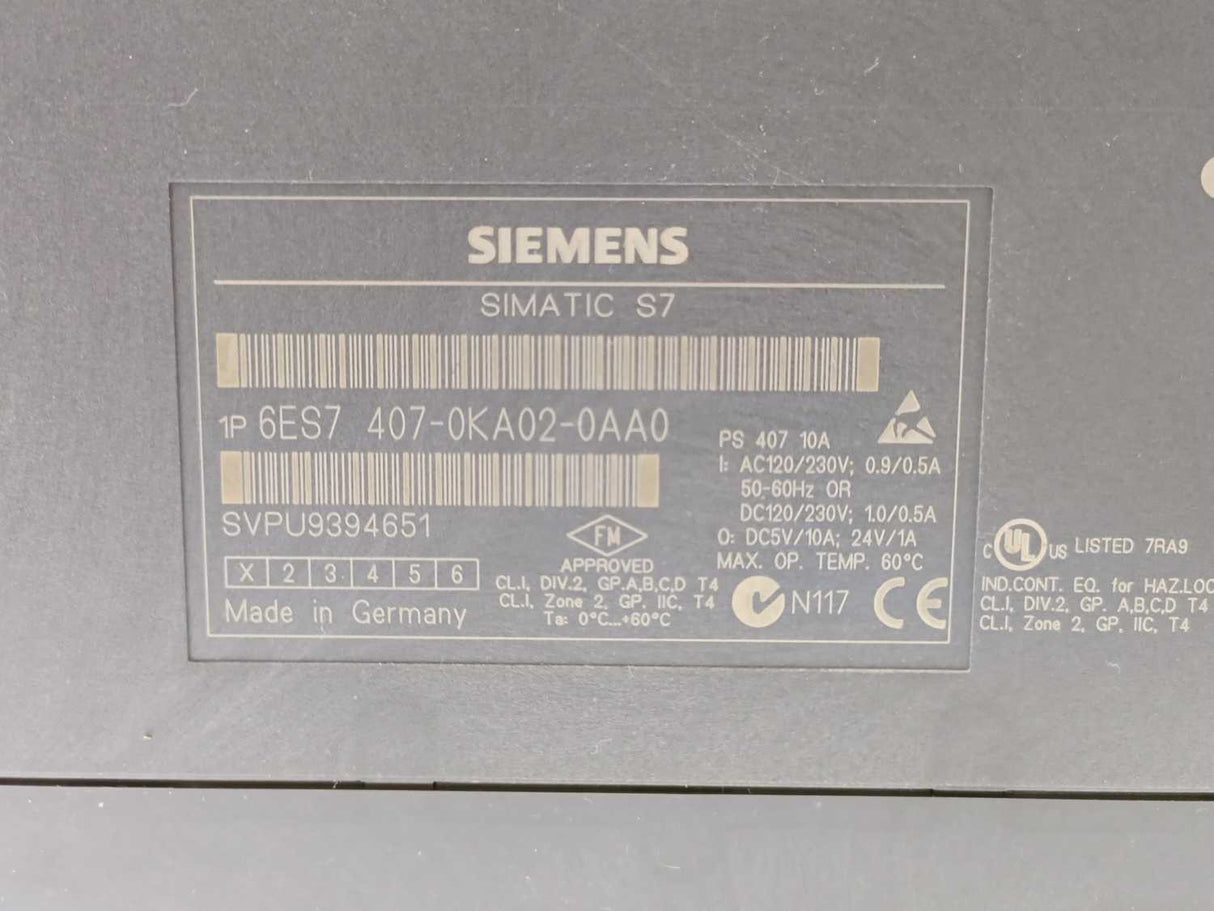 SIEMENS
SIMATIC S7
1P 6ES7 407-0KA02-0AA0
SVPU9394651
X 2 3 4 5 6
Made in Germany
FM
APPROVED
CL.I, DIV.2, GP.A,B,C,D T4
CL.I, Zone 2, GP. IIC, T4
Ta: 0°C...+60°C
PS 407 10A
I: AC120/230V; 0.9/0.5A
50-60Hz OR
DC120/230V; 1.0/0.5A
O: DC5V/10A; 24V/1A
MAX. OP. TEMP. 60°C
N117 CE
C UL US LISTED 7RA9
IND.CONT. EQ. for HAZ.LOC
CL.I, DIV.2, GP. A,B,C,D T4
CL.I, Zone 2, GP. IIC, T4